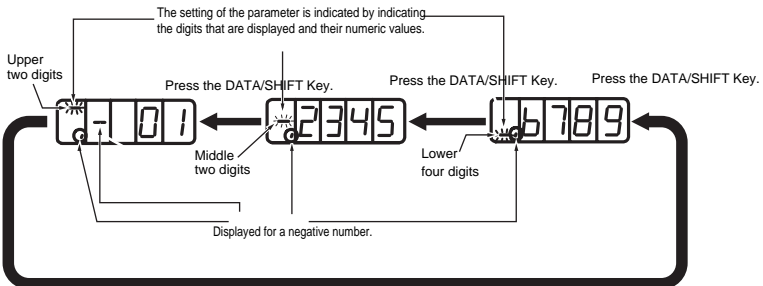 The setting of the parameter is indicated by indicating
the digits that are displayed and their numeric values.
Upper
two digits
Press the DATA/SHIFT Key.
Press the DATA/SHIFT Key.
Press the DATA/SHIFT Key.
- 01
2345
6789
Middle
two digits
Lower
four digits
Displayed for a negative number.